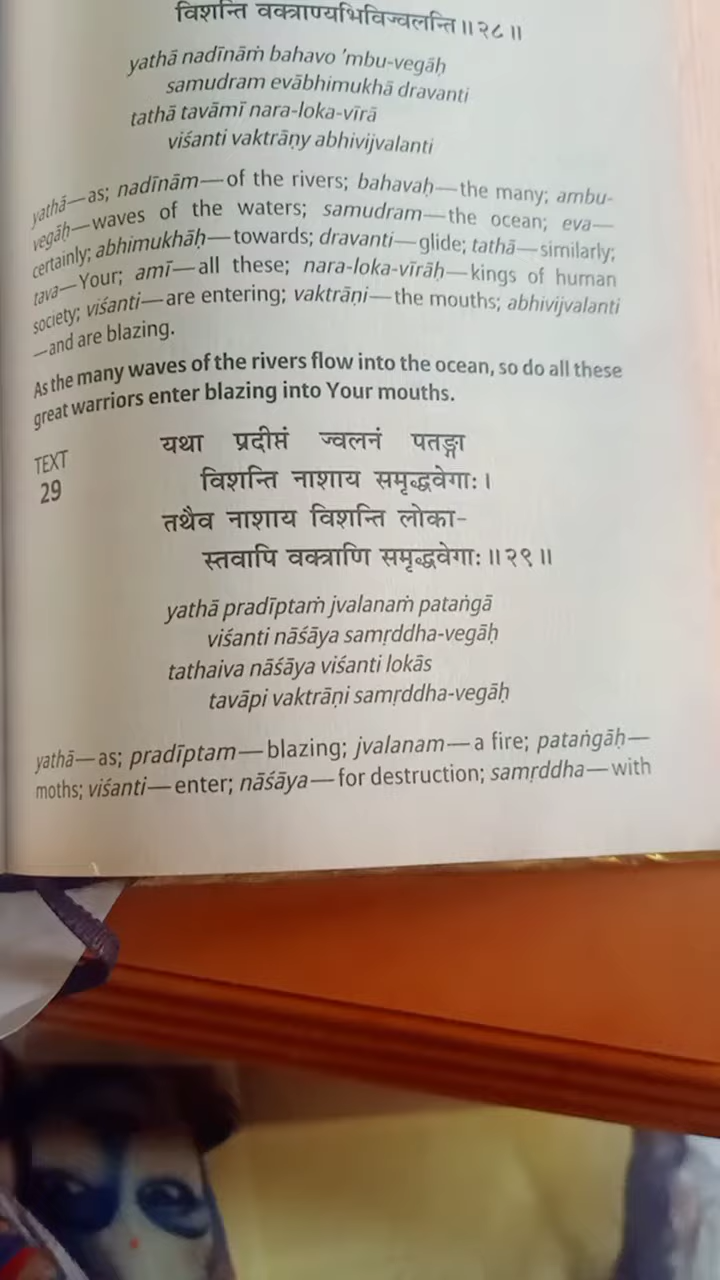 विशन्ति वक्त्राण्यभिविज्वलन्ति ॥ २८ ॥
yathā nadīnāṁ bahavo ’mbu-vegāḥ
samudram evābhimukhā dravanti
tathā tavāmī nara-loka-vīrā
viśanti vaktrāṇy abhivijvalanti
yathā—as; nadīnām—of the rivers; bahavaḥ—the many; ambu-
vegāḥ—waves of the waters; samudram—the ocean; eva—
certainly; abhimukhāḥ—towards; dravanti—glide; tathā—similarly;
tava—Your; amī—all these; nara-loka-vīrāḥ—kings of human
society; viśanti—are entering; vaktrāṇi—the mouths; abhivijvalanti
—and are blazing.
As the many waves of the rivers flow into the ocean, so do all these
great warriors enter blazing into Your mouths.
TEXT
29
यथा प्रदीप्तं ज्वलनं पतङ्गा
विशन्ति नाशाय समृद्धवेगाः ।
तथैव नाशाय विशन्ति लोका-
स्तवापि वक्त्राणि समृद्धवेगाः ॥ २९ ॥
yathā pradīptaṁ jvalanaṁ pataṅgā
viśanti nāśāya samṛddha-vegāḥ
tathaiva nāśāya viśanti lokās
tavāpi vaktrāṇi samṛddha-vegāḥ
yathā—as; pradīptam—blazing; jvalanam—a fire; pataṅgāḥ—
moths; viśanti—enter; nāśāya—for destruction; samṛddha—with